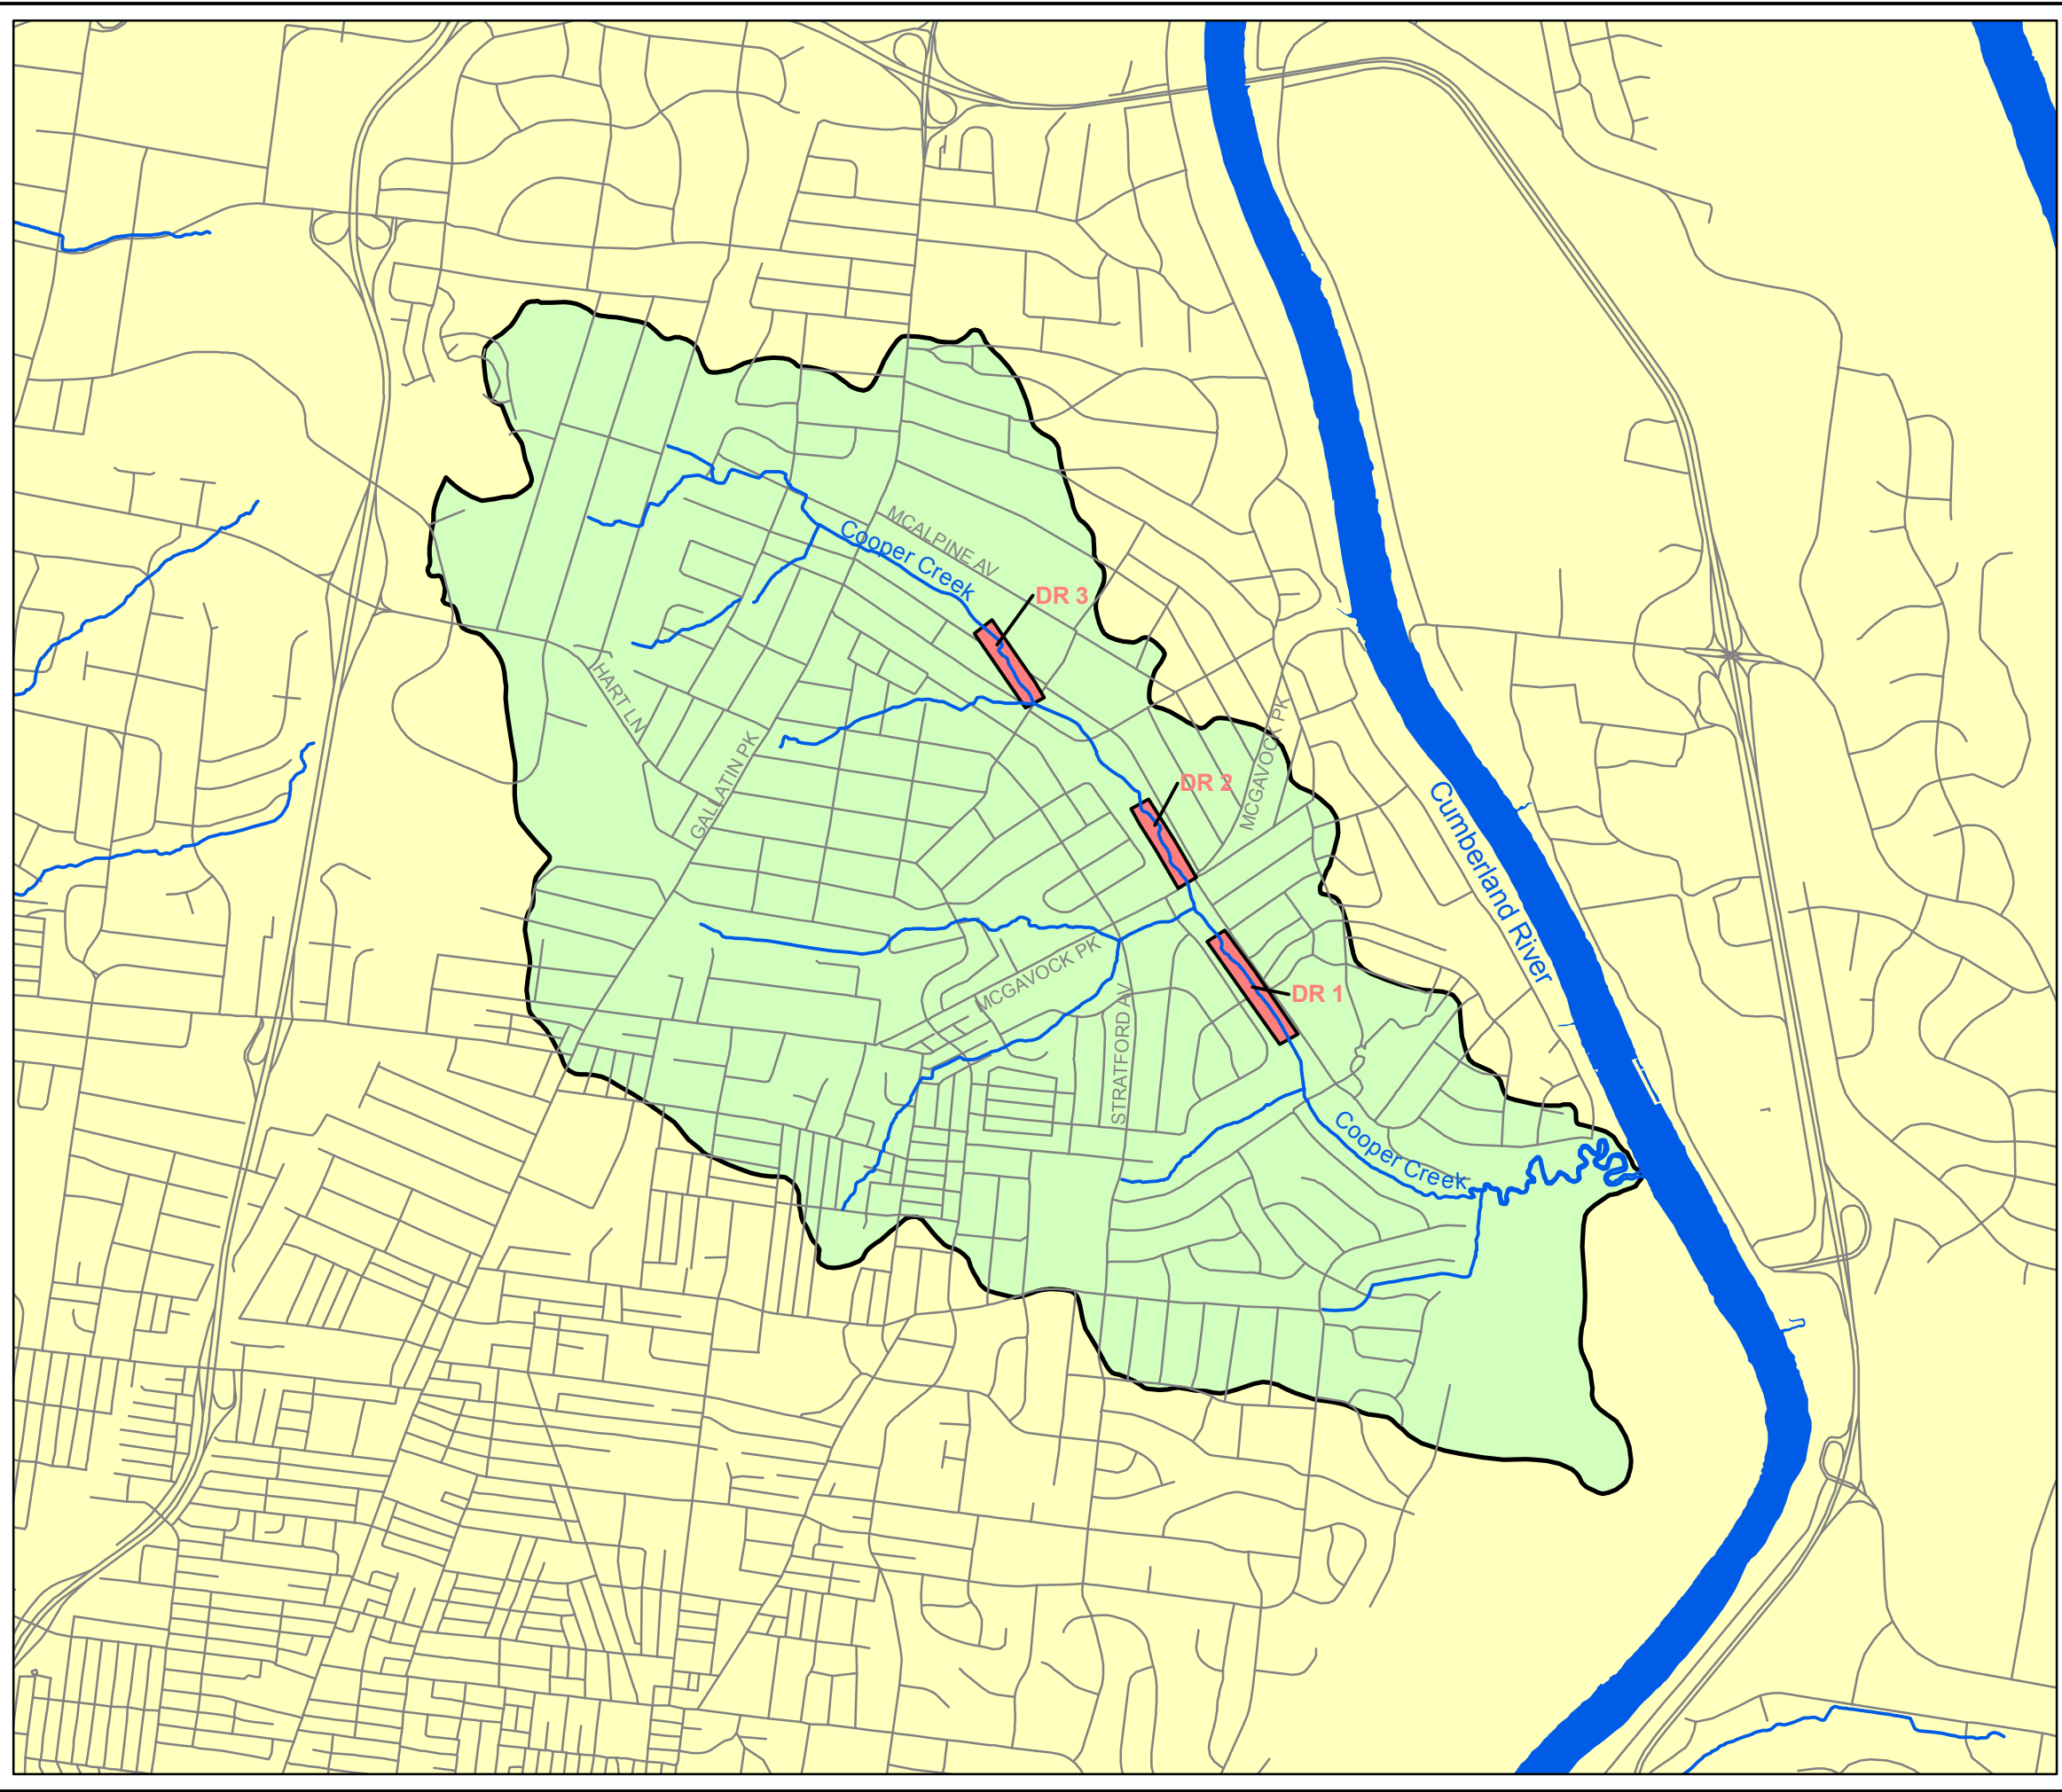 MCALPINE AV
Cooper Creek
DR 3
HART LN
MCGAVOCK PK
GALLATIN PK
DR 2
Cumberland River
MCGAVOCK PK
STRATFORD AV
DR 1
Cooper Creek